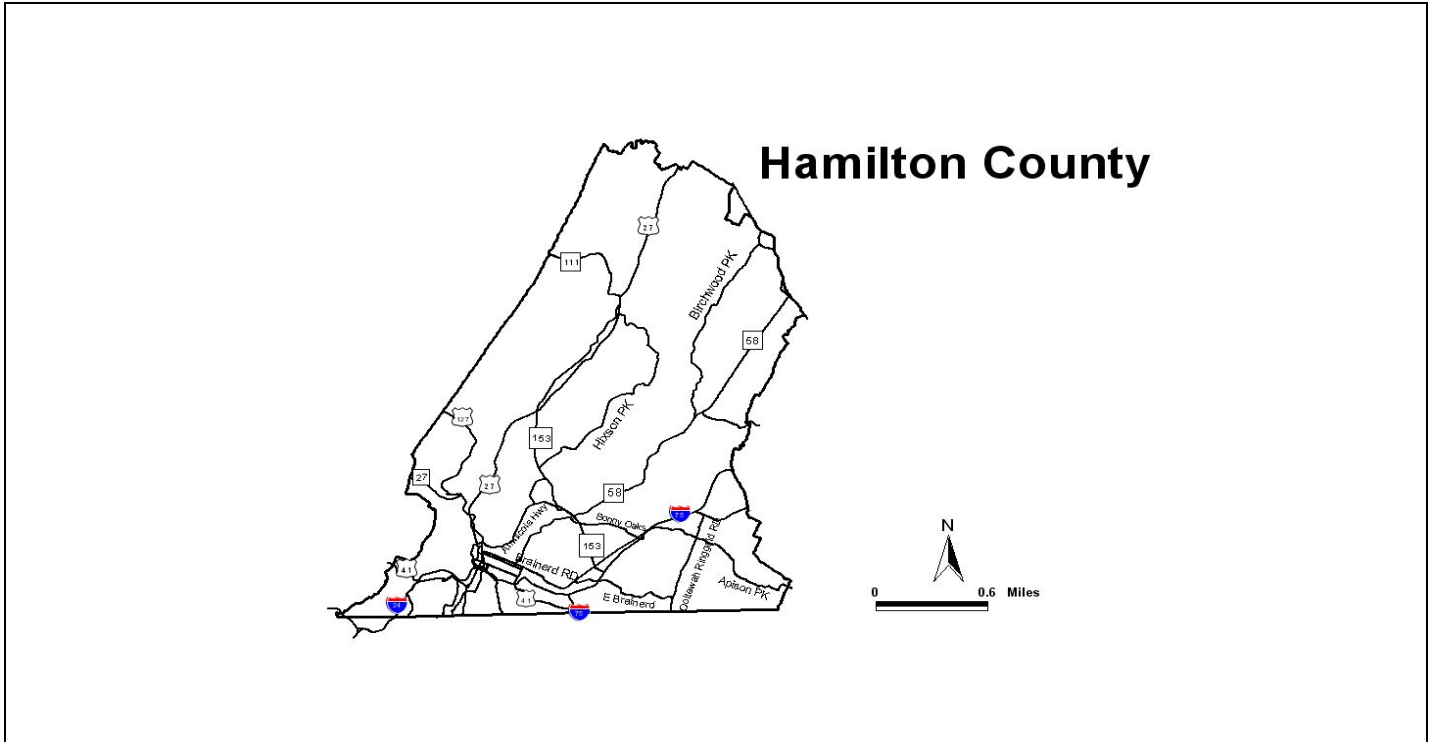 Hamilton County
27
111
Birchwood PK
58
127
Hixson PK
153
27
27
58
75
Bonny Oaks
Amnicola Hwy
153
Ooltewah Ringgold RD
Brainerd RD
41
Apison PK
E Brainerd
41
24
75
N
0 0.6 Miles